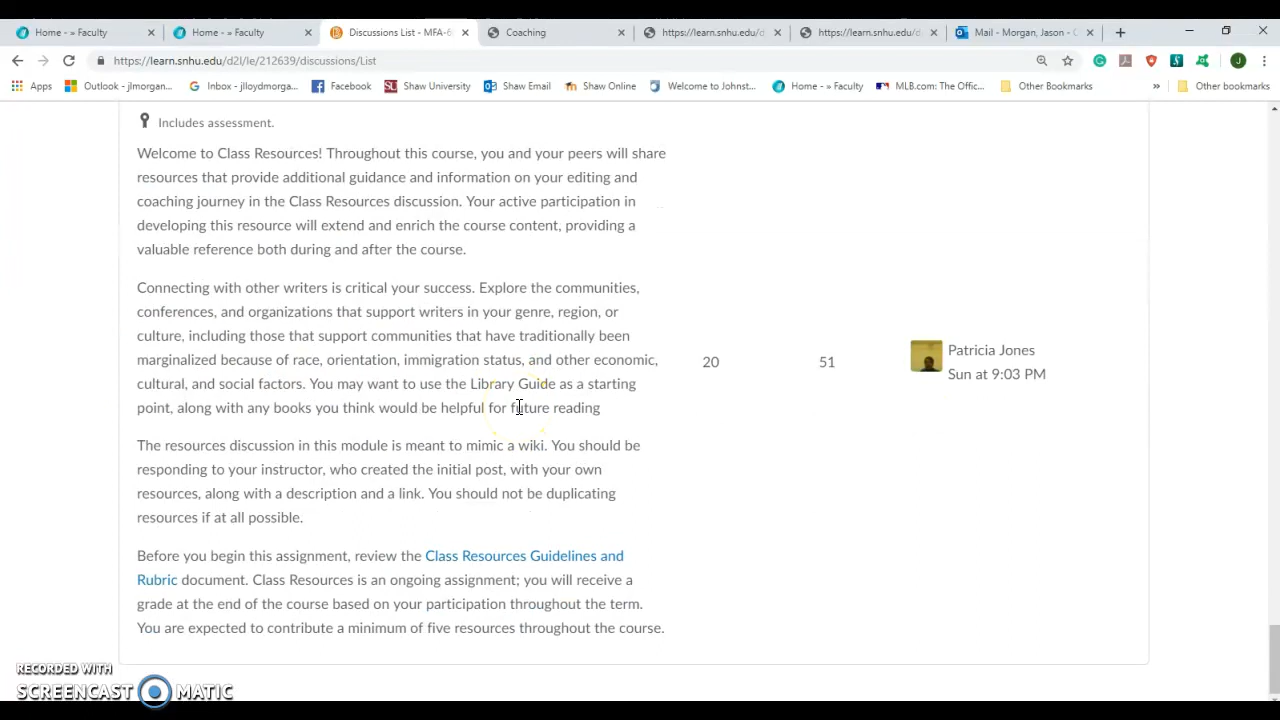 Home - » Faculty
Home - » Faculty
Discussions List - MFA-6
Coaching
https://learn.snhu.edu/d
https://learn.snhu.edu/d
Mail - Morgan, Jason - O
https://learn.snhu.edu/d2l/le/212639/discussions/List
J
Apps
Outlook - jlmorgan...
Inbox - jlloydmorga...
Facebook
Shaw University
Shaw Email
Shaw Online
Welcome to Johnst...
Home - » Faculty
MLB.com: The Offic...
Other Bookmarks
»
Other bookmarks
Includes assessment.
Welcome to Class Resources! Throughout this course, you and your peers will share
resources that provide additional guidance and information on your editing and
coaching journey in the Class Resources discussion. Your active participation in
developing this resource will extend and enrich the course content, providing a
valuable reference both during and after the course.
Connecting with other writers is critical your success. Explore the communities,
conferences, and organizations that support writers in your genre, region, or
culture, including those that support communities that have traditionally been
marginalized because of race, orientation, immigration status, and other economic,
cultural, and social factors. You may want to use the Library Guide as a starting
point, along with any books you think would be helpful for future reading
20
51
Patricia Jones
Sun at 9:03 PM
The resources discussion in this module is meant to mimic a wiki. You should be
responding to your instructor, who created the initial post, with your own
resources, along with a description and a link. You should not be duplicating
resources if at all possible.
Before you begin this assignment, review the Class Resources Guidelines and
Rubric document. Class Resources is an ongoing assignment; you will receive a
grade at the end of the course based on your participation throughout the term.
You are expected to contribute a minimum of five resources throughout the course.
RECORDED WITH
SCREENCAST MATIC